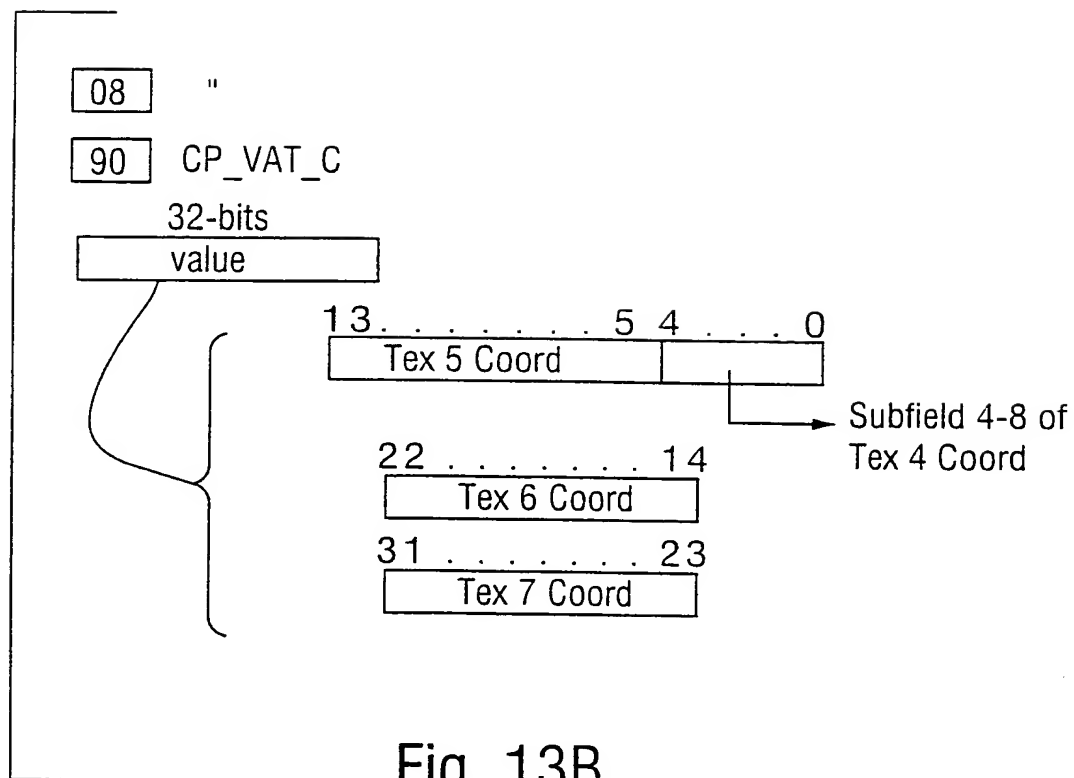 08 "
90 CP_VAT_C
32-bits
value
13. . . . . . . 5 4 . . . 0
Tex 5 Coord
Subfield 4-8 of
Tex 4 Coord
22 . . . . . . . 14
Tex 6 Coord
31 . . . . . . . 23
Tex 7 Coord
Fig. 13B